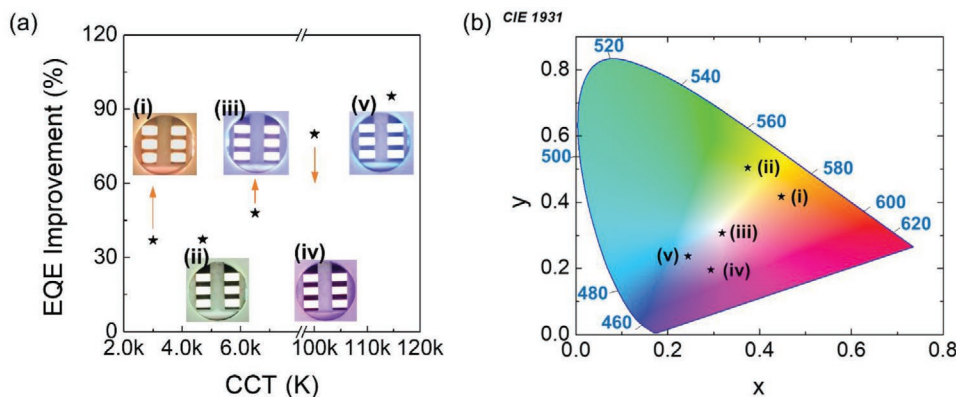 (a)
EQE Improvement (%)
120
90
60
30
0
(i)
(iii)
(v)
(ii)
(iv)
2.0k 4.0k 6.0k 100k 120k
CCT (K)
(b)
CIE 1931
y
0.8
0.6
0.4
0.2
0.0
520
540
560
500
580
600
620
480
460
(ii)
(i)
(iii)
(v)
(iv)
0.0 0.2 0.4 0.6 0.8
x